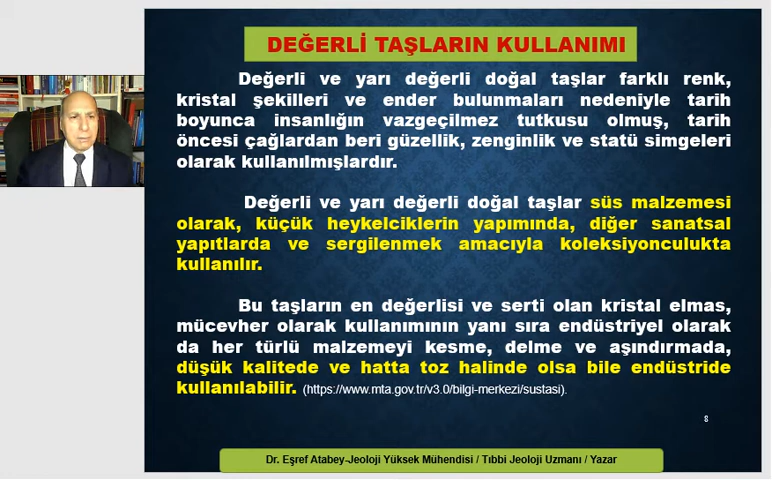 DEĞERLİ TAŞLARIN KULLANIMI
Değerli ve yarı değerli doğal taşlar farklı renk,
kristal şekilleri ve ender bulunmaları nedeniyle tarih
boyunca insanlığın vazgeçilmez tutkusu olmuş, tarih
öncesi çağlardan beri güzellik, zenginlik ve statü simgeleri
olarak kullanılmışlardır.
Değerli ve yarı değerli doğal taşlar süs malzemesi
olarak, küçük heykelciklerin yapımında, diğer sanatsal
yapıtlarda ve sergilenmek amacıyla koleksiyonculukta
kullanılır.
Bu taşların en değerlisi ve serti olan kristal elmas,
mücevher olarak kullanımının yanı sıra endüstriyel olarak
da her türlü malzemeyi kesme, delme ve aşındırmada,
düşük kalitede ve hatta toz halinde olsa bile endüstride
kullanılabilir. (https://www.mta.gov.tr/v3.0/bilgi-merkezi/sustasi).
8
Dr. Eşref Atabey-Jeoloji Yüksek Mühendisi / Tıbbi Jeoloji Uzmanı / Yazar